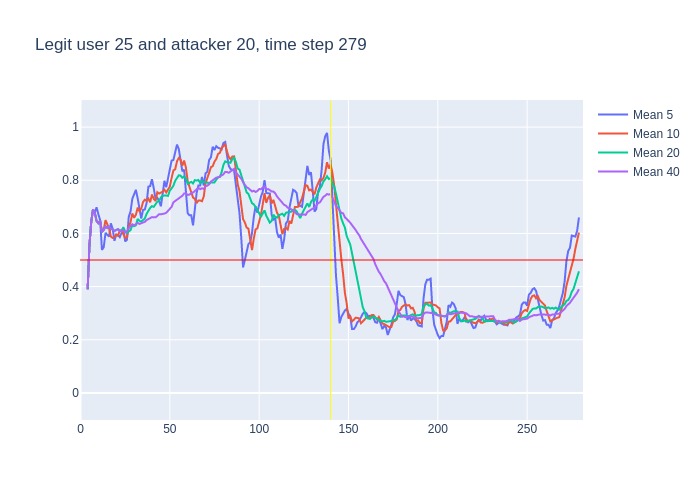 Legit user 25 and attacker 20, time step 279
Mean 5
Mean 10
Mean 20
Mean 40
1
0.8
0.6
0.4
0.2
0
0 50 100 150 200 250